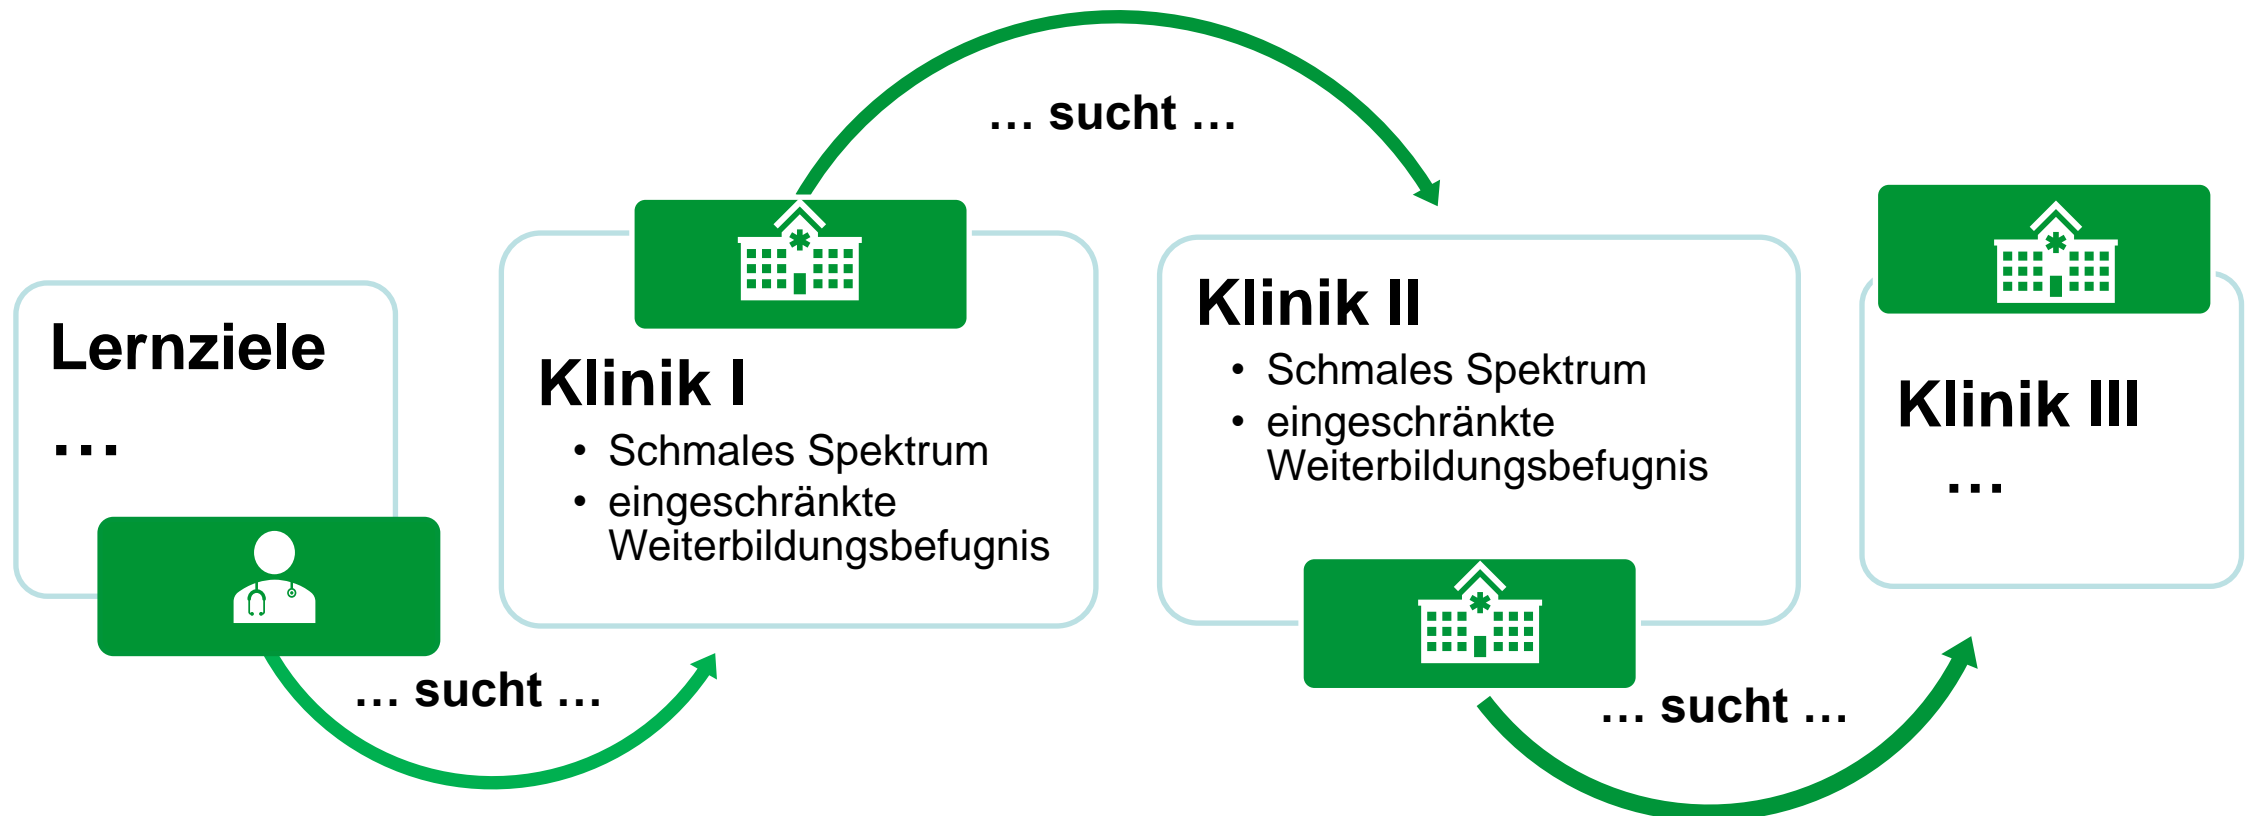 Lernziele
…
… sucht …
Klinik I
• Schmales Spektrum
• eingeschränkte
Weiterbildungsbefugnis
… sucht …
Klinik II
• Schmales Spektrum
• eingeschränkte
Weiterbildungsbefugnis
… sucht …
Klinik III
…